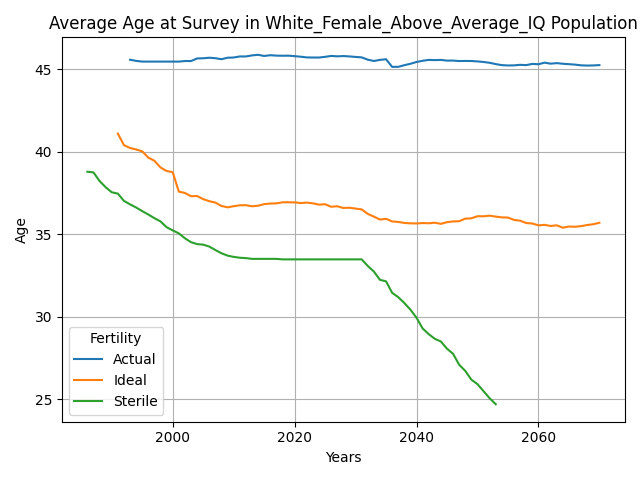 Average Age at Survey in White_Female_Above_Average_IQ Population
45
40
35
30
25
Age
Fertility
Actual
Ideal
Sterile
2000
2020
2040
2060
Years